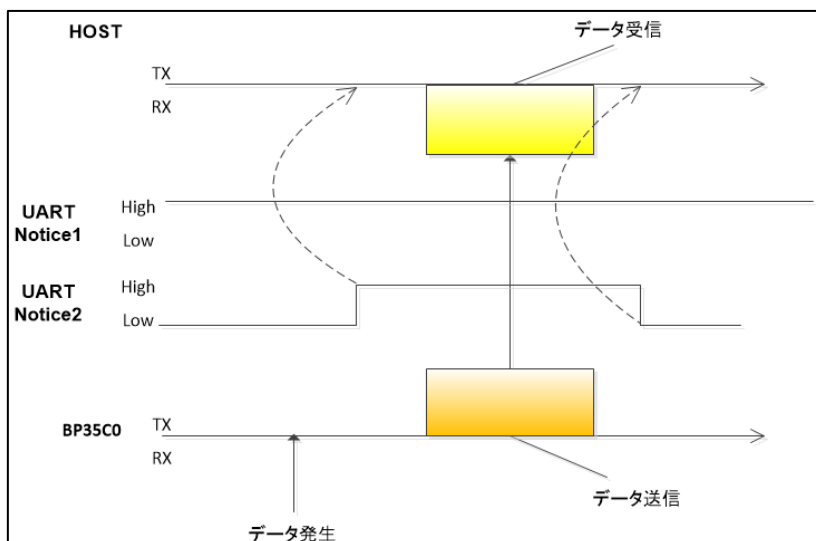 HOST
データ受信
TX
RX
UART
Notice1
High
Low
UART
Notice2
High
Low
BP35C0
TX
RX
データ送信
データ発生